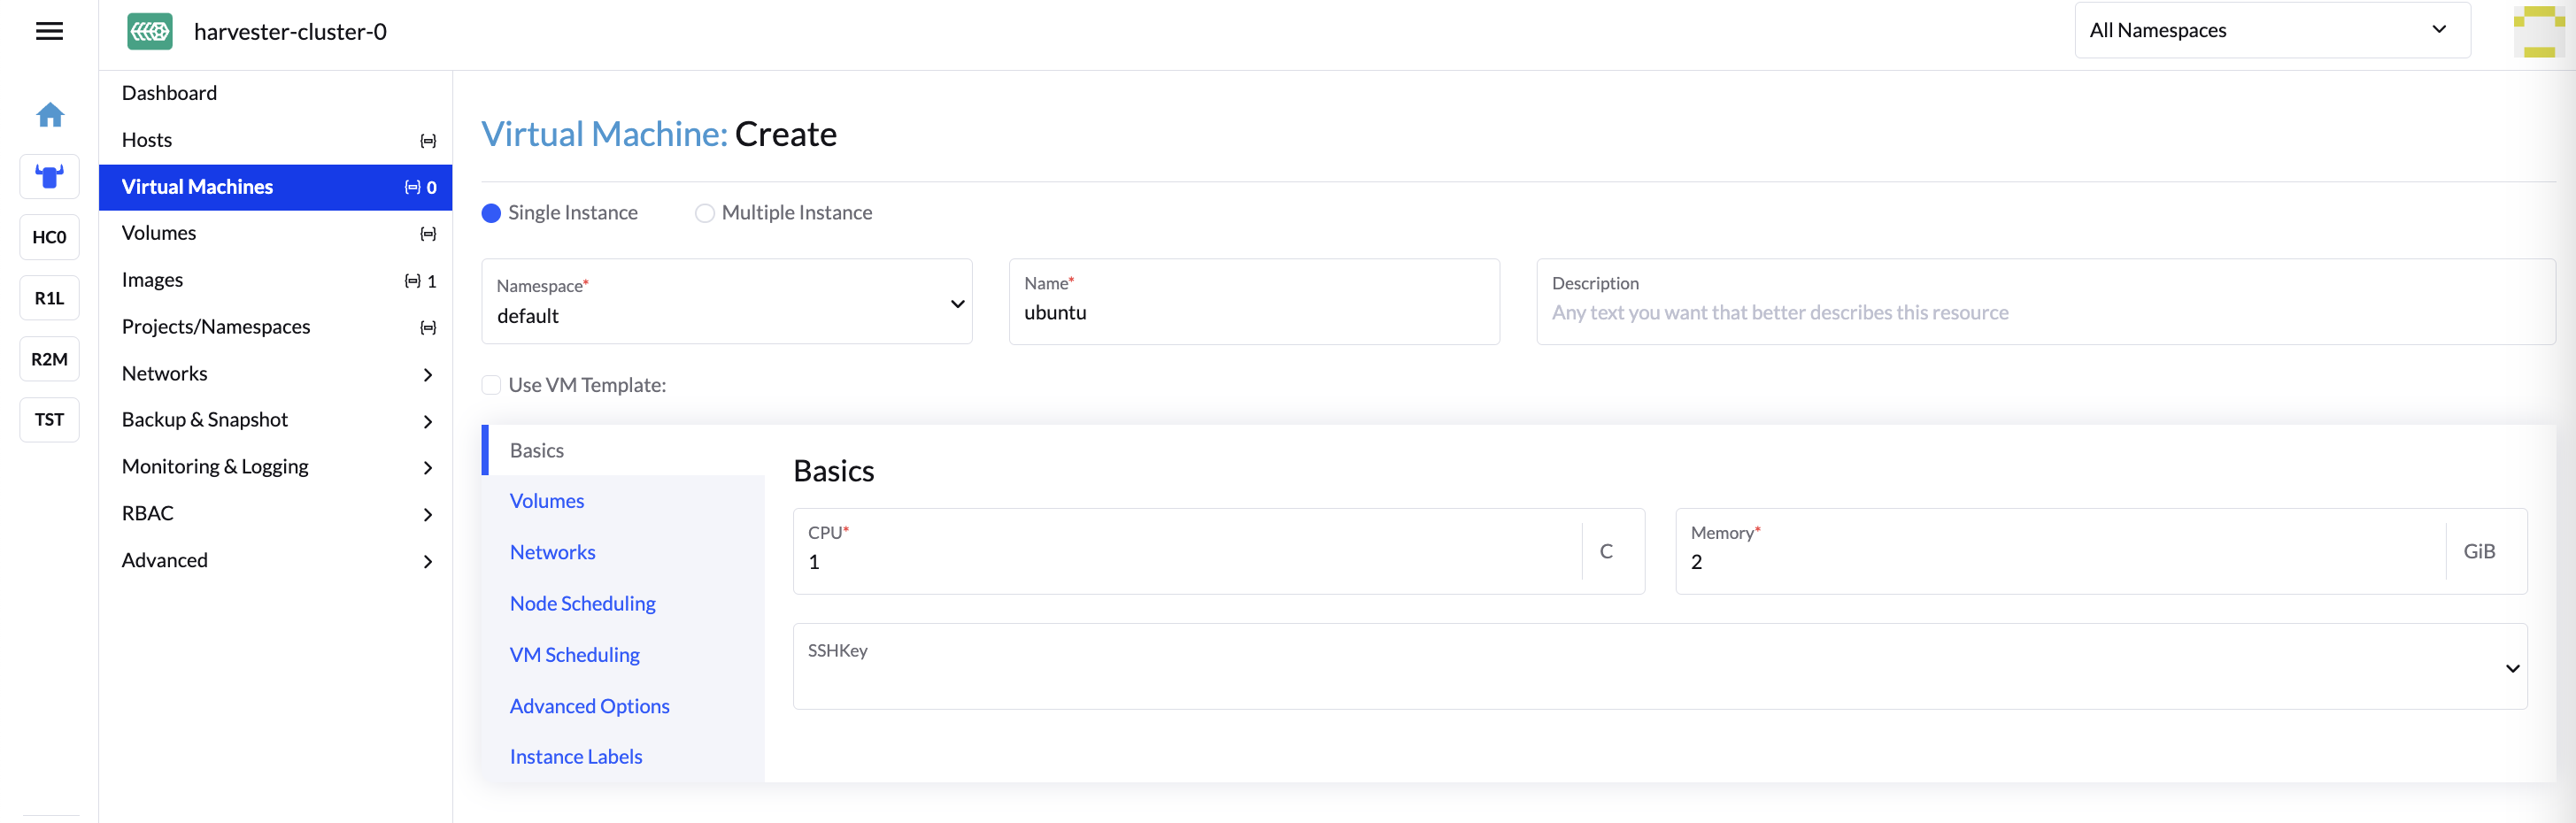 harvester-cluster-0
All Namespaces
HC0
R1L
R2M
TST
Dashboard
Hosts
Virtual Machines 0
Volumes
Images 1
Projects/Namespaces
Networks
Backup & Snapshot
Monitoring & Logging
RBAC
Advanced
Virtual Machine: Create
Single Instance Multiple Instance
Namespace*
default
Name*
ubuntu
Description
Any text you want that better describes this resource
Use VM Template:
Basics
Volumes
Networks
Node Scheduling
VM Scheduling
Advanced Options
Instance Labels
Basics
CPU*
1
C
Memory*
2
GiB
SSHKey